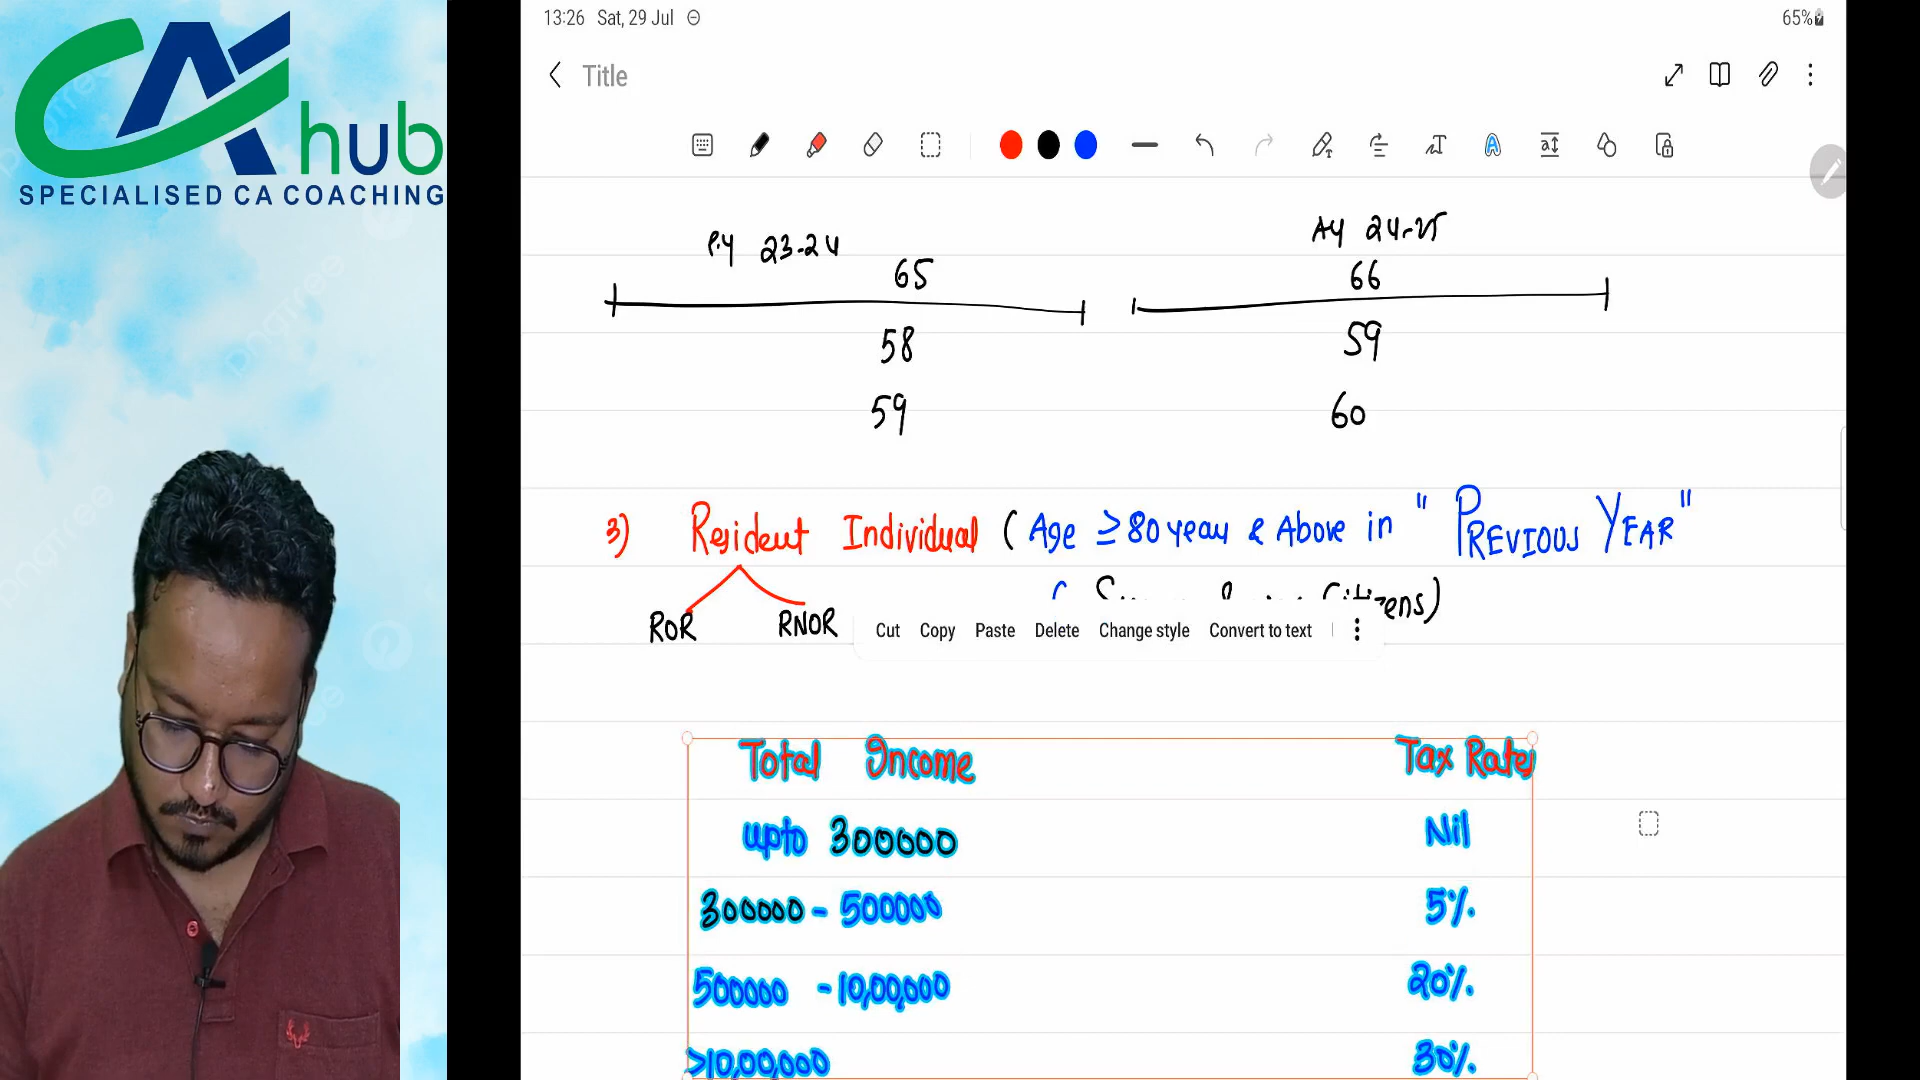 CA hub
SPECIALISED CA COACHING
13:26 Sat, 29 Jul
65%
Title
P.Y 23-24
65
58
59
AY 24-25
66
59
60
3) Resident Individual ( Age ≥ 80 years & Above in " PREVIOUS YEAR"
Citizens)
ROR RNOR
Cut Copy Paste Delete Change style Convert to text
Total Income Tax Rates
upto 300000 Nil
300000 - 500000 5%
500000 - 10,00,000 20%
>10,00,000 30%